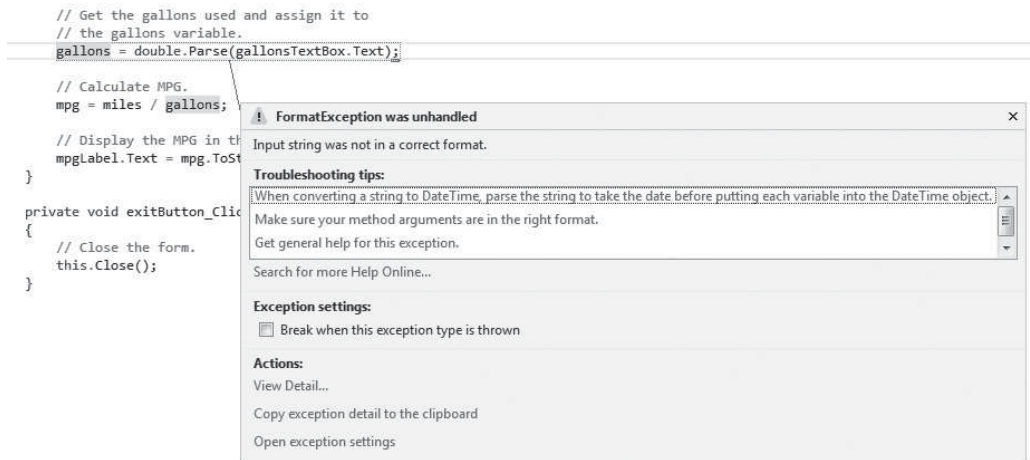 // Get the gallons used and assign it to
// the gallons variable.
gallons = double.Parse(gallonsTextBox.Text);
// Calculate MPG.
mpg = miles / gallons;
// Display the MPG in th
mpgLabel.Text = mpg.ToSt
}
private void exitButton_Clic
{
// Close the form.
this.Close();
}
FormatException was unhandled
Input string was not in a correct format.
Troubleshooting tips:
When converting a string to DateTime, parse the string to take the date before putting each variable into the DateTime object.
Make sure your method arguments are in the right format.
Get general help for this exception.
Search for more Help Online...
Exception settings:
Break when this exception type is thrown
Actions:
View Detail...
Copy exception detail to the clipboard
Open exception settings